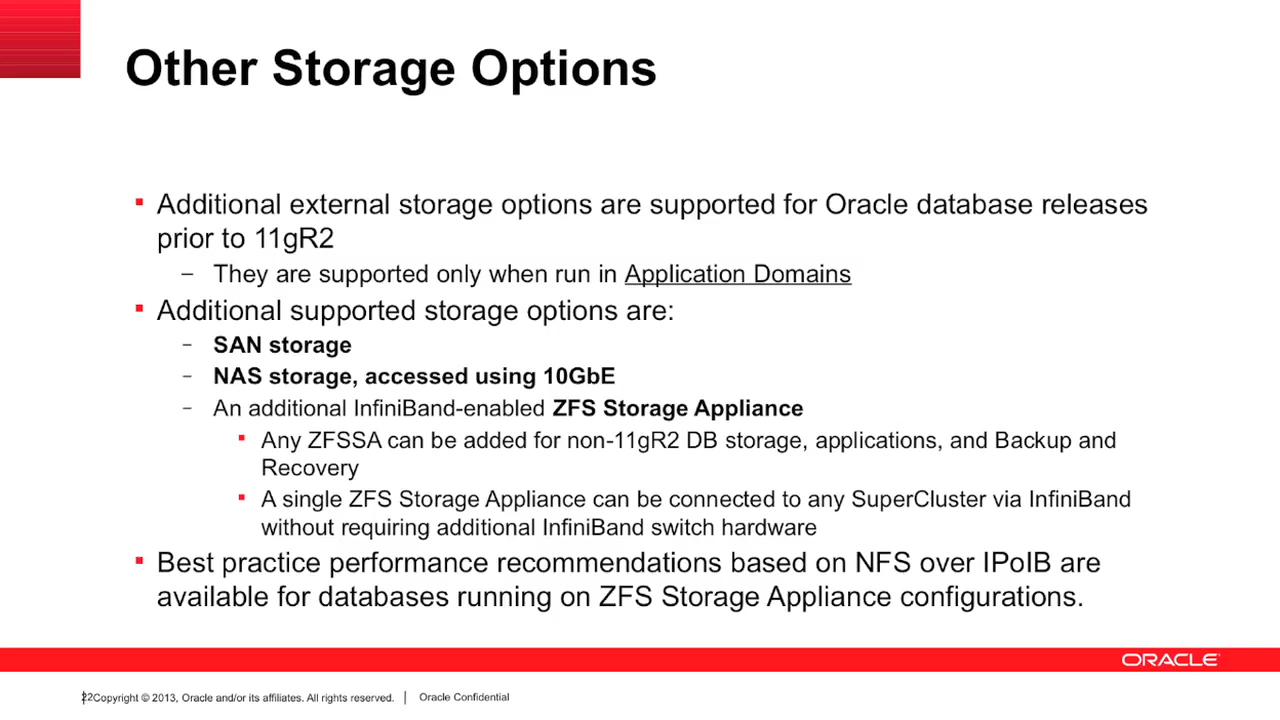 Other Storage Options
Additional external storage options are supported for Oracle database releases
prior to 11gR2
– They are supported only when run in Application Domains
Additional supported storage options are:
– SAN storage
– NAS storage, accessed using 10GbE
– An additional InfiniBand-enabled ZFS Storage Appliance
Any ZFSSA can be added for non-11gR2 DB storage, applications, and Backup and
Recovery
A single ZFS Storage Appliance can be connected to any SuperCluster via InfiniBand
without requiring additional InfiniBand switch hardware
Best practice performance recommendations based on NFS over IPoIB are
available for databases running on ZFS Storage Appliance configurations.
ORACLE
22 Copyright © 2013, Oracle and/or its affiliates. All rights reserved. | Oracle Confidential